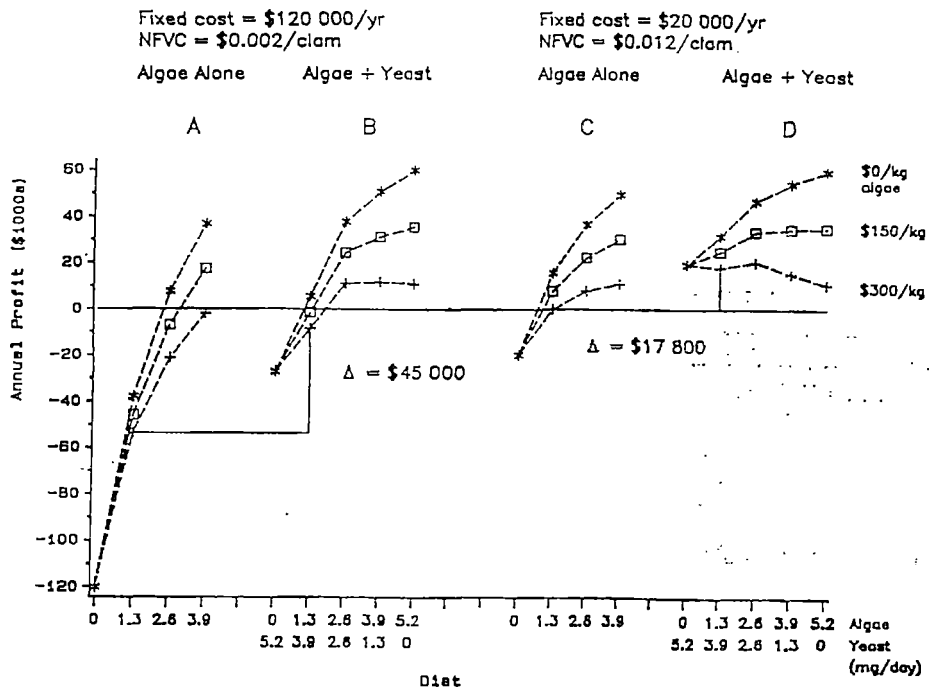 Fixed cost = $120 000/yr
NFVC = $0.002/clam
Fixed cost = $20 000/yr
NFVC = $0.012/clam
Algae Alone
Algae + Yeast
Algae Alone
Algae + Yeast
A
B
C
D
Annual Profit ($1000s)
60
40
20
0
-20
-40
-60
-80
-100
-120
$0/kg
algae
$150/kg
$300/kg
Δ = $45 000
Δ = $17 800
0 1.3 2.6 3.9 0 1.3 2.6 3.9 5.2 0 1.3 2.6 3.9 0 1.3 2.6 3.9 5.2 Algae
5.2 3.9 2.6 1.3 0 5.2 3.9 2.6 1.3 0 Yeast
(mg/day)
Diet